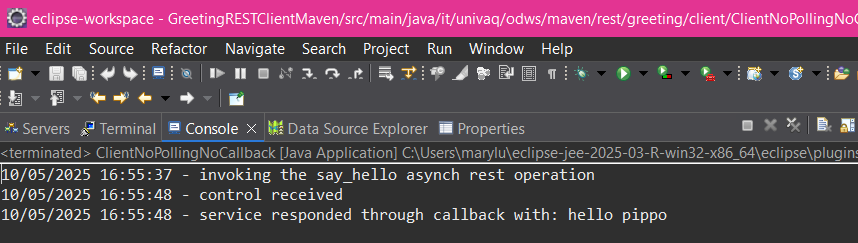 eclipse-workspace - GreetingRESTClientMaven/src/main/java/it/univaq/odws/maven/rest/greeting/client/ClientNoPollingNoC
File Edit Source Refactor Navigate Search Project Run Window Help
Servers Terminal Console Data Source Explorer Properties
<terminated> ClientNoPollingNoCallback [Java Application] C:\Users\marylu\eclipse-jee-2025-03-R-win32-x86_64\eclipse\plugins
10/05/2025 16:55:37 - invoking the say_hello asynch rest operation
10/05/2025 16:55:48 - control received
10/05/2025 16:55:48 - service responded through callback with: hello pippo